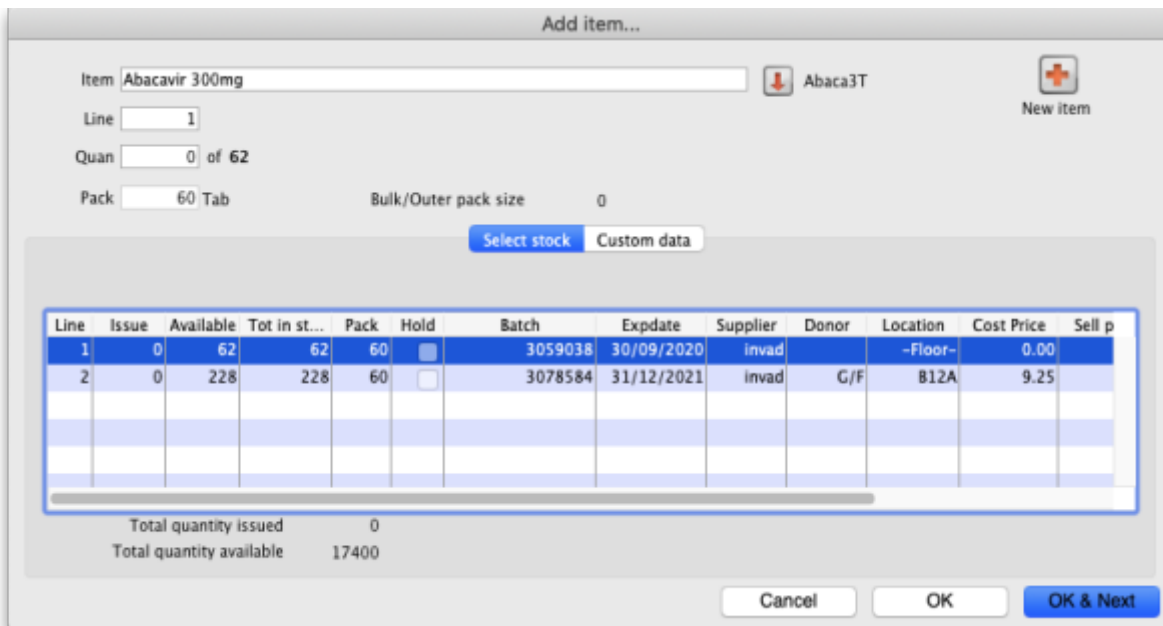 Add item...
Item Abacavir 300mg Abaca3T
New item
Line 1
Quan 0 of 62
Pack 60 Tab Bulk/Outer pack size 0
Select stock Custom data
Line Issue Available Tot in st... Pack Hold Batch Expdate Supplier Donor Location Cost Price Sell p
1 0 62 62 60 3059038 30/09/2020 invad -Floor- 0.00
2 0 228 228 60 3078584 31/12/2021 invad G/F B12A 9.25
Total quantity issued 0
Total quantity available 17400
Cancel OK OK & Next